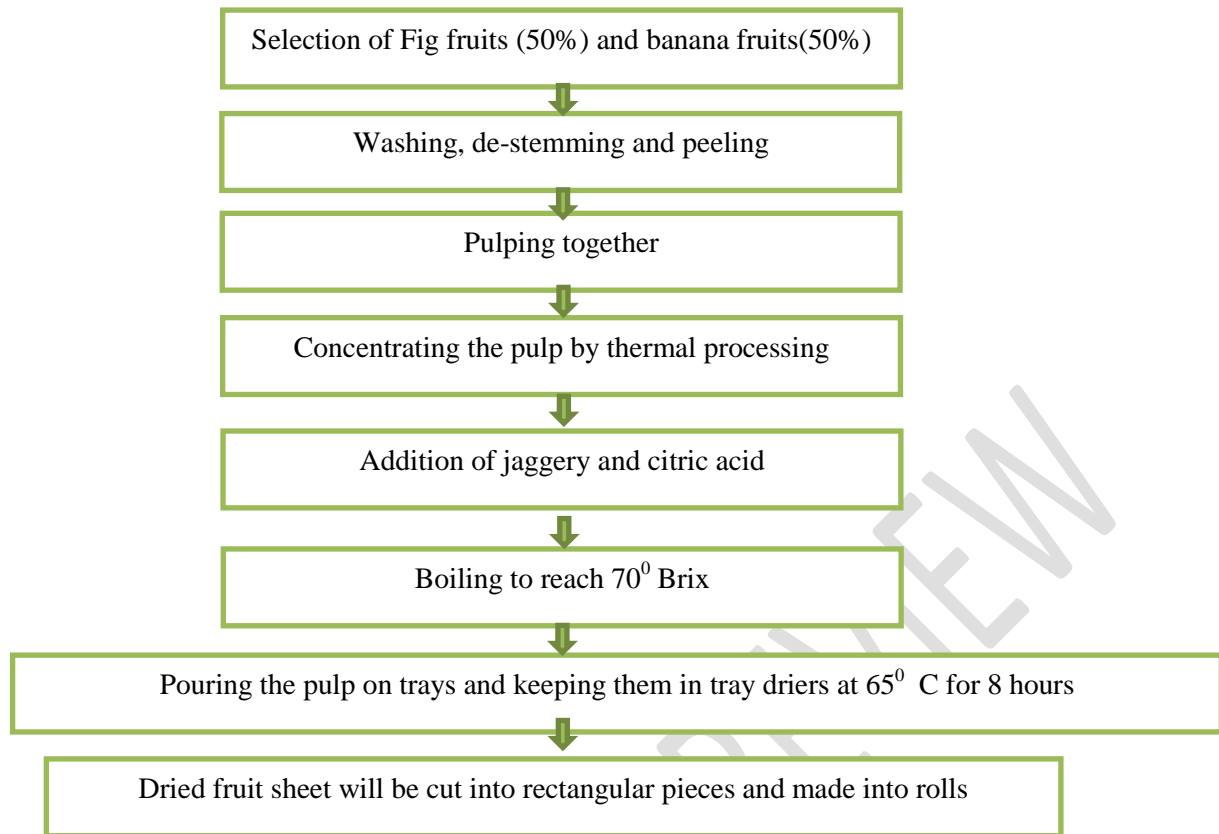 Selection of Fig fruits (50%) and banana fruits(50%)
Washing, de-stemming and peeling
Pulping together
Concentrating the pulp by thermal processing
Addition of jaggery and citric acid
Boiling to reach 70⁰ Brix
Pouring the pulp on trays and keeping them in tray driers at 65⁰ C for 8 hours
Dried fruit sheet will be cut into rectangular pieces and made into rolls